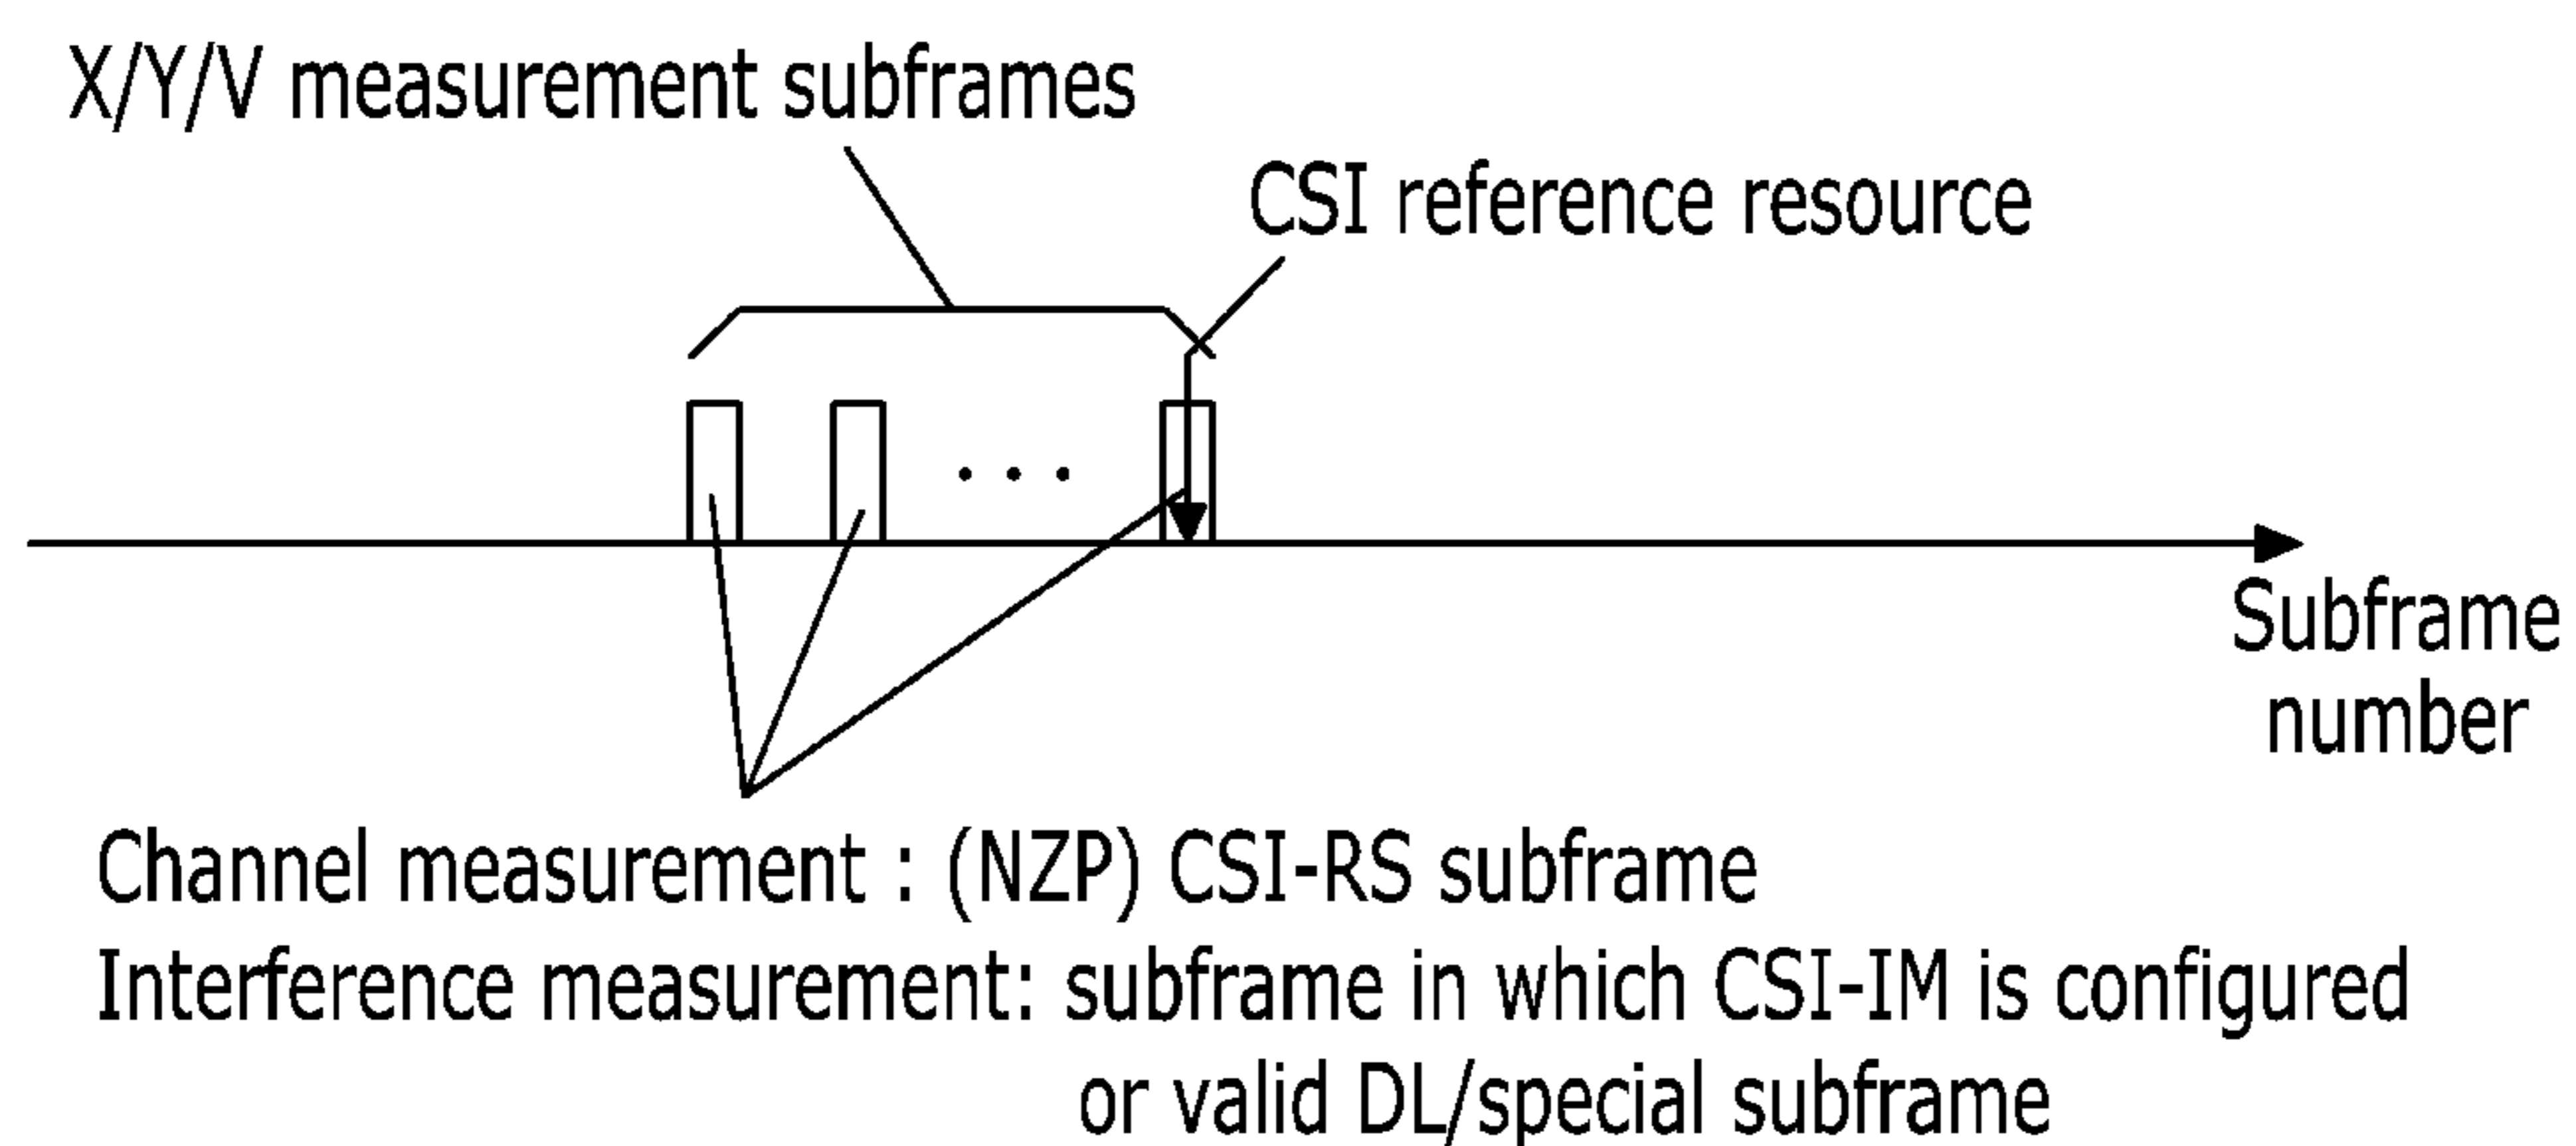 X/Y/V measurement subframes
CSI reference resource
. . .
Subframe
number
Channel measurement : (NZP) CSI-RS subframe
Interference measurement: subframe in which CSI-IM is configured
or valid DL/special subframe